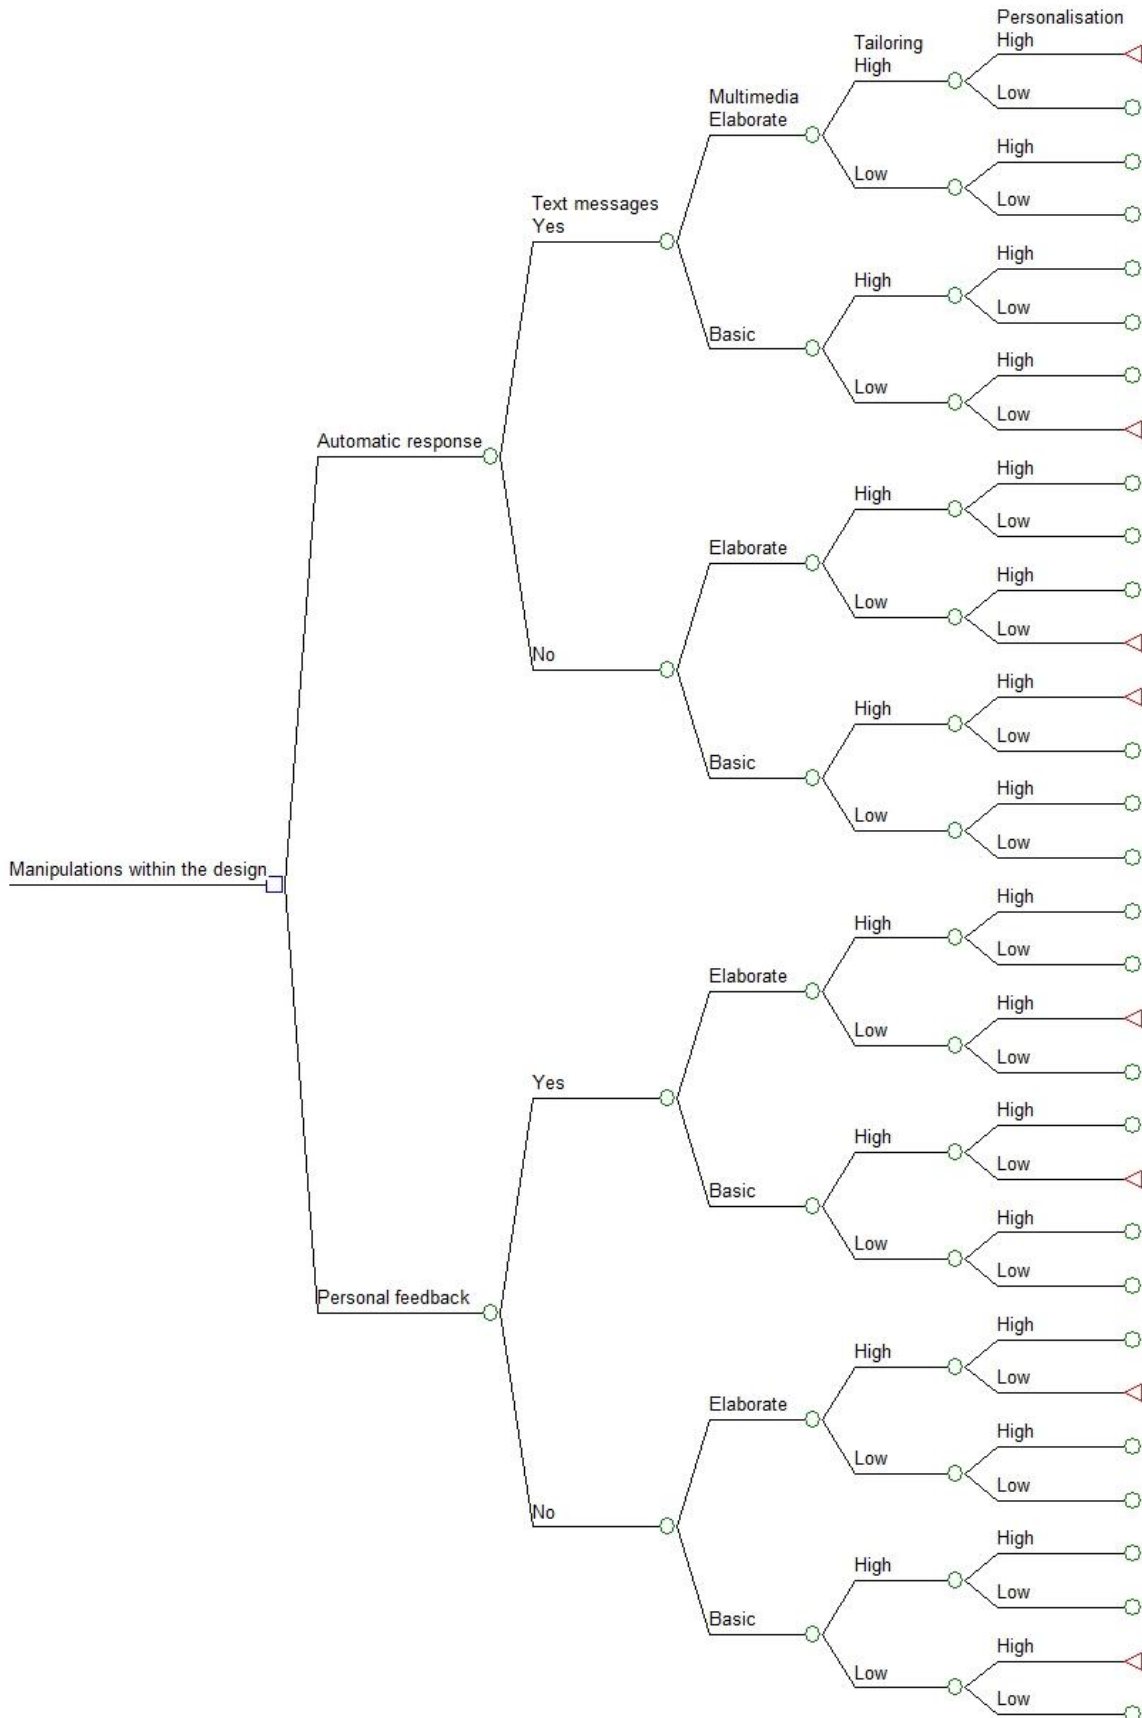 Personalisation
High
Tailoring
High
Low
Multimedia
Elaborate
High
Low
Low
Text messages
Yes
High
High
Low
Basic
High
Low
Low
Automatic response
High
High
Low
Elaborate
High
Low
Low
No
High
High
Low
Basic
High
Low
Low
Manipulations within the design
High
High
Low
Elaborate
High
Low
Low
Yes
High
High
Low
Basic
High
Low
Low
Personal feedback
High
High
Low
Elaborate
High
Low
Low
No
High
High
Low
Basic
High
Low
Low